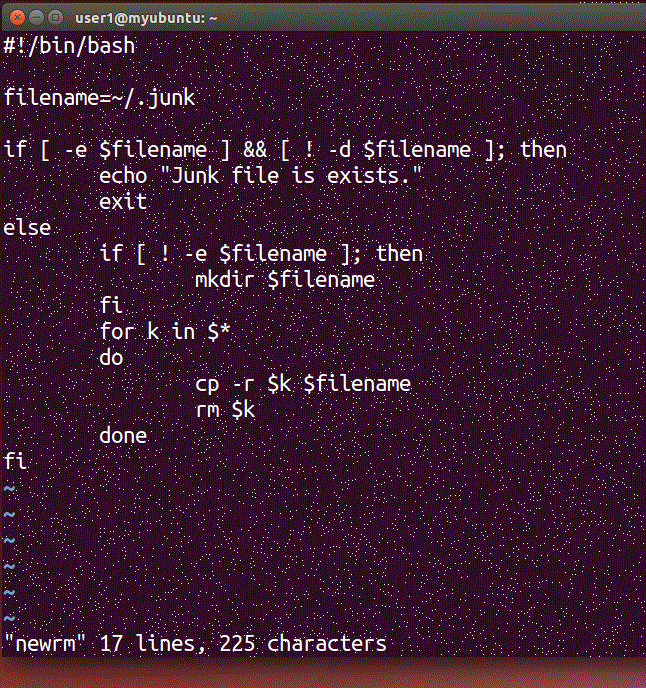 user1@myubuntu: ~
#!/bin/bash

filename=~/.junk

if [ -e $filename ] && [ ! -d $filename ]; then
        echo "Junk file is exists."
        exit
else
        if [ ! -e $filename ]; then
                mkdir $filename
        fi
        for k in $*
        do
                cp -r $k $filename
                rm $k
        done
fi
~
~
~
~
~
~
"newrm" 17 lines, 225 characters